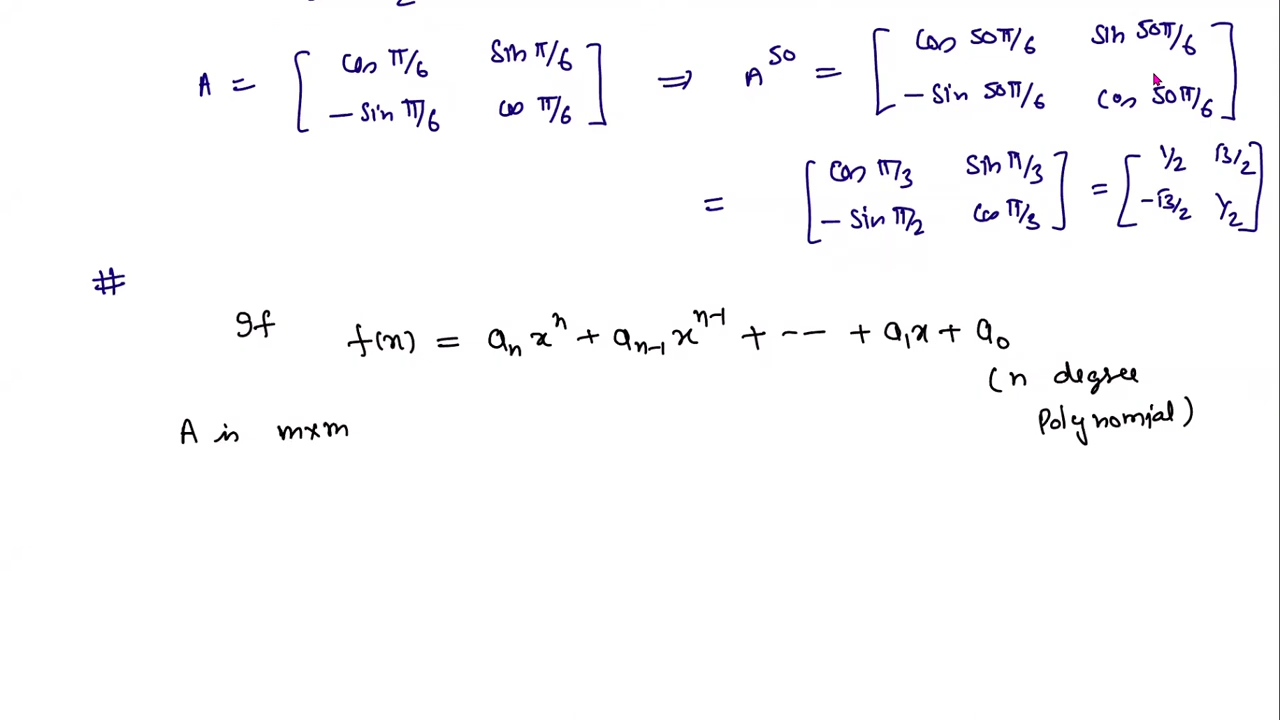 A = [ cos π/6 sin π/6 ; - sin π/6 cos π/6 ] ⇒ A^50 = [ cos 50π/6 sin 50π/6 ; - sin 50π/6 cos 50π/6 ]
= [ cos π/3 sin π/3 ; - sin π/2 cos π/3 ] = [ 1/2 √3/2 ; -√3/2 1/2 ]
#
If f(x) = a_n x^n + a_{n-1} x^{n-1} + -- - + a_1 x + a_0
(n degree
Polynomial)
A is m×m